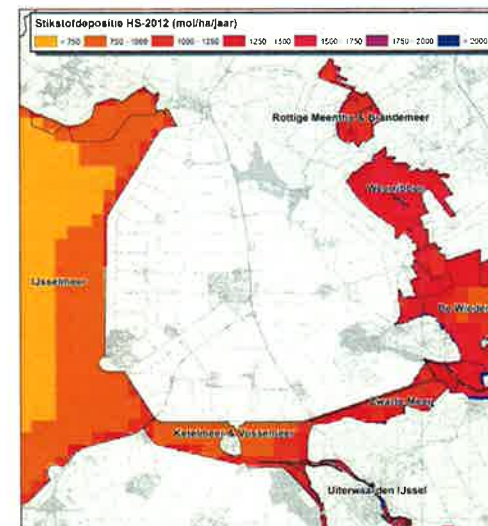 Stikstofdepositie HS-2012 (mol/ha/jaar)
< 750 750 - 1000 1000 - 1250 1250 - 1500 1500 - 1750 1750 - 2000 > 2000
Rottige Meenthe & Brandemeer
Weerribben
IJsselmeer
De Wieden
Zwarte Meer
Ketelmeer & Vossemeer
Uiterwaarden IJssel